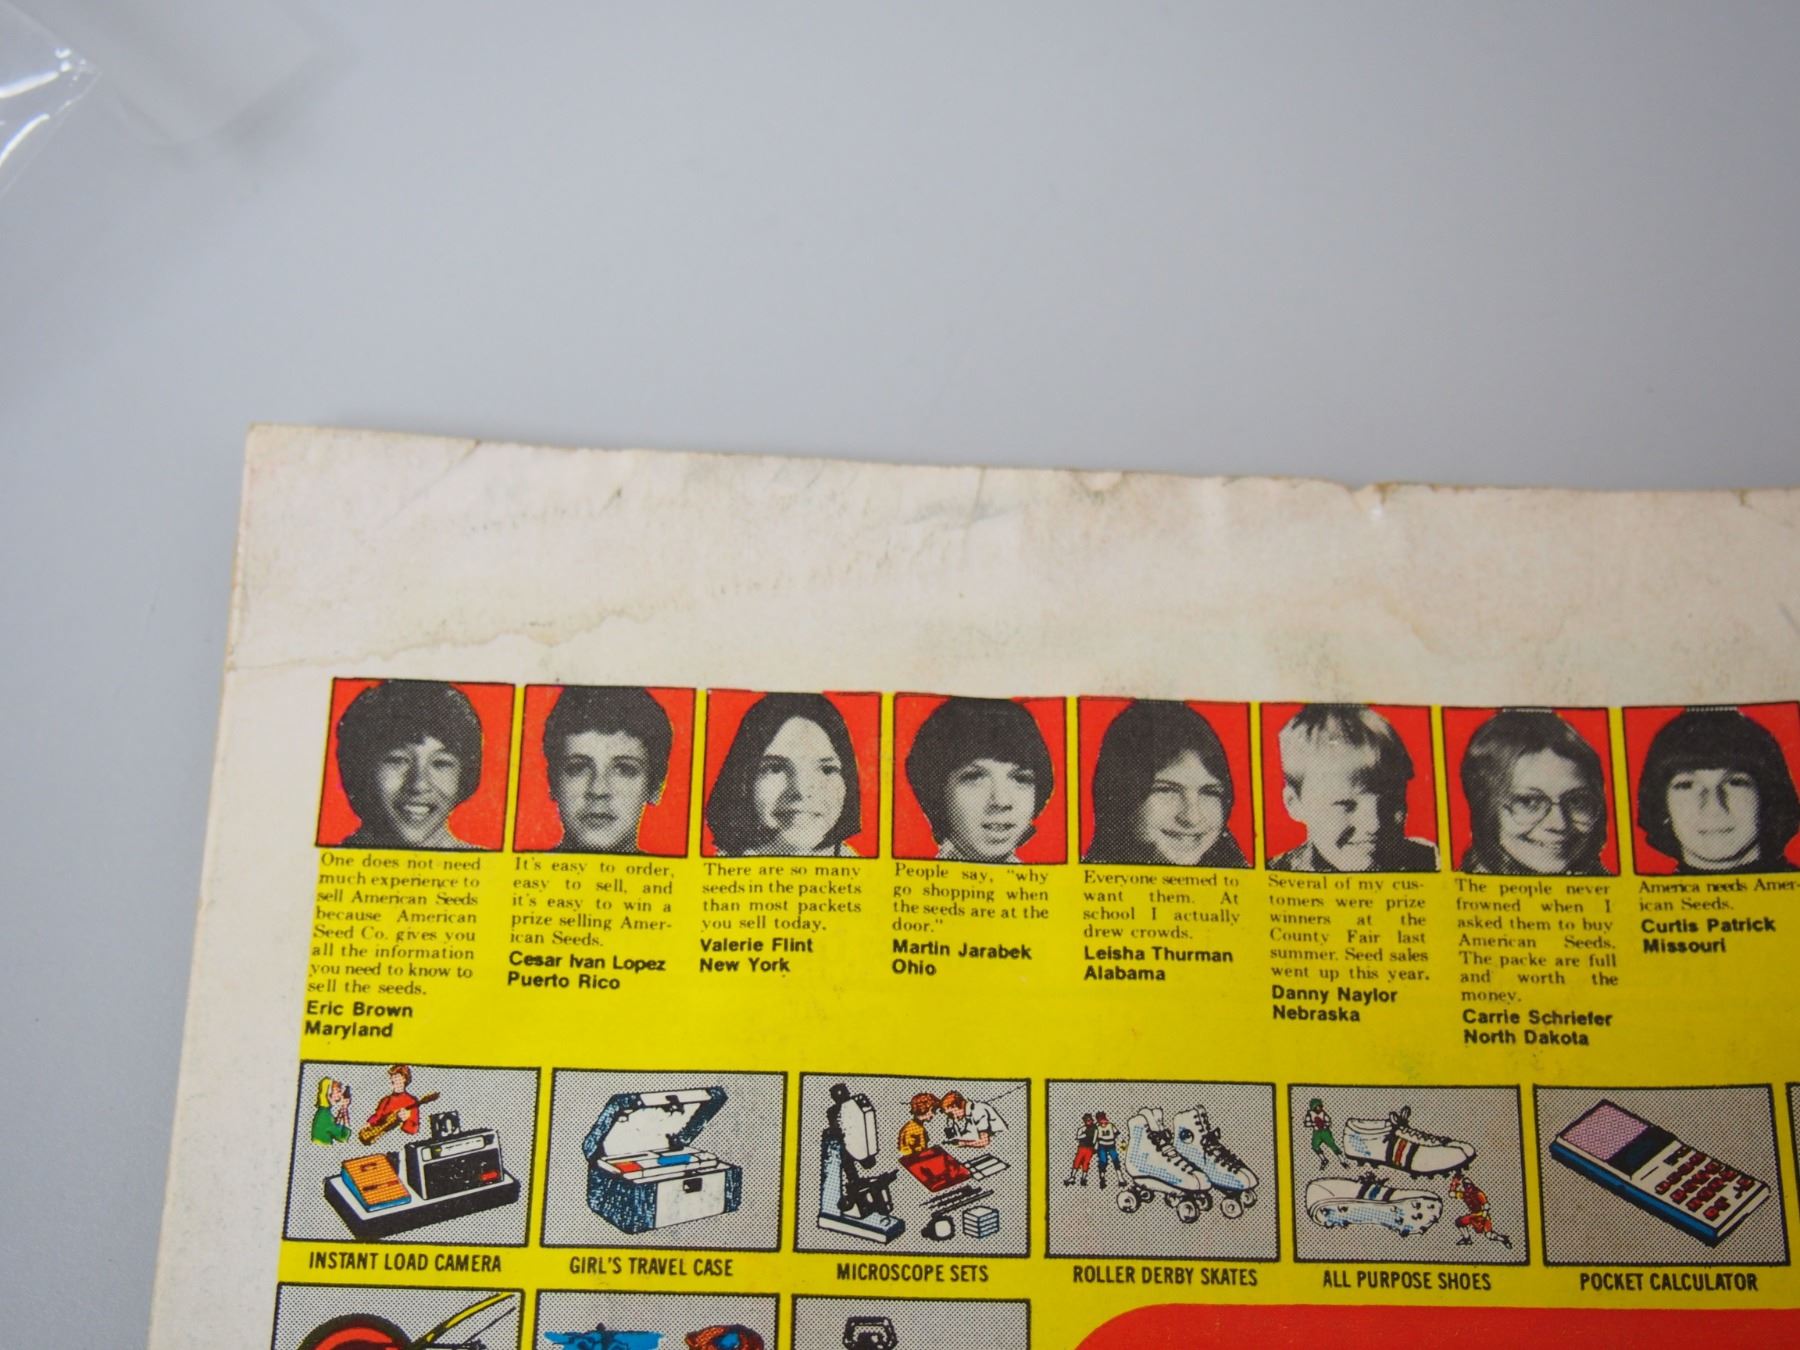 One does not need
much experience to
sell American Seeds
because American
Seed Co. gives you
all the information
you need to know to
sell the seeds.
Eric Brown
Maryland
It's easy to order,
easy to sell, and
it's easy to win a
prize selling Amer-
ican Seeds.
Cesar Ivan Lopez
Puerto Rico
There are so many
seeds in the packets
than most packets
you sell today.
Valerie Flint
New York
People say, "why
go shopping when
the seeds are at the
door."
Martin Jarabek
Ohio
Everyone seemed to
want them. At
school I actually
drew crowds.
Leisha Thurman
Alabama
Several of my cus-
tomers were prize
winners at the
County Fair last
summer. Seed sales
went up this year.
Danny Naylor
Nebraska
The people never
frowned when I
asked them to buy
American Seeds.
The packe are full
and worth the
money.
Carrie Schriefer
North Dakota
America needs Amer-
ican Seeds.
Curtis Patrick
Missouri
INSTANT LOAD CAMERA
GIRL'S TRAVEL CASE
MICROSCOPE SETS
ROLLER DERBY SKATES
ALL PURPOSE SHOES
POCKET CALCULATOR